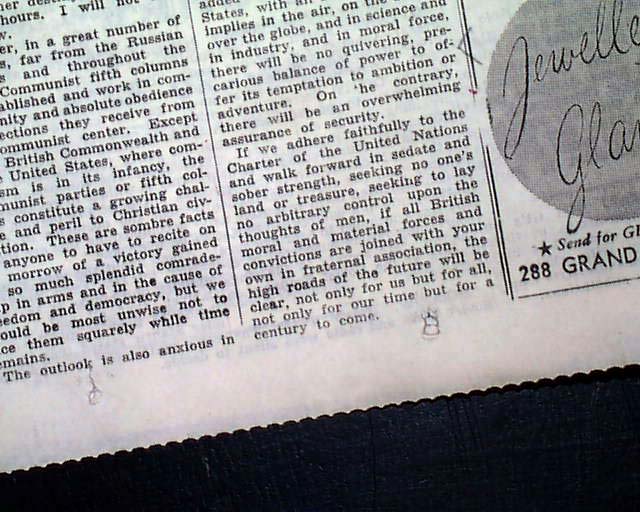 hours. I will not
er, in a great number of
s, far from the Russian
s and throughout the
Communist fifth columns
ablished and work in com-
nity and absolute obedience
ections they receive from
ommunist center. Except
British Commonwealth and
United States, where com-
sm is in its infancy, the
munist parties or fifth col-
s constitute a growing chal-
and peril to Christian civ-
tion. These are sombre facts
anyone to have to recite on
morrow of a victory gained
so much splendid comrade-
p in arms and in the cause of
edom and democracy, but we
ould be most unwise not to
ce them squarely while time
emains.
The outlook is also anxious in
added
States, with all
implies in the air, on the
over the globe, and in science and
in industry, and in moral force,
there will be no quivering, pre-
carious balance of power to of-
fer its temptation to ambition or
adventure. On 'he contrary,
there will be an overwhelming
assurance of security.
If we adhere faithfully to the
Charter of the United Nations
and walk forward in sedate and
sober strength, seeking no one's
land or treasure, seeking to lay
no arbitrary control upon the
thoughts of men, if all British
moral and material forces and
convictions are joined with your
own in fraternal association, the
high roads of the future will be
clear, not only for us but for all,
not only for our time but for a
century to come.
Jewelle
Gla
Send for Gl
288 GRAND